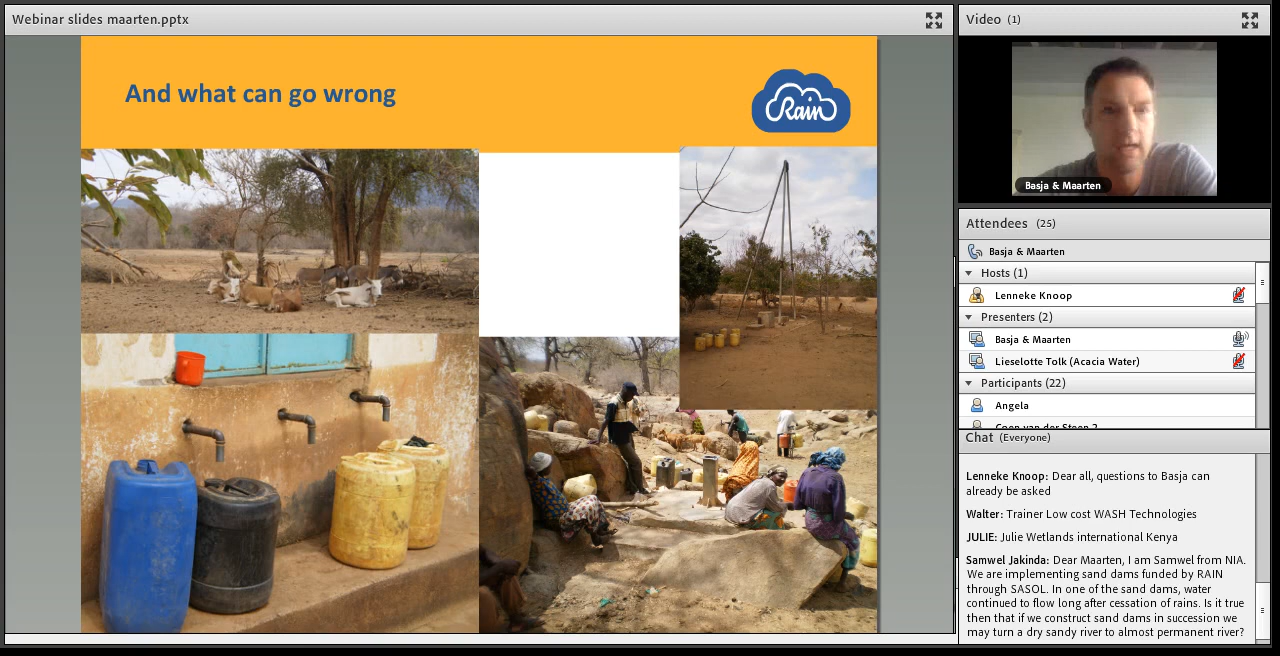 Webinar slides maarten.pptx
And what can go wrong
Rain
Video (1)
Basja & Maarten
Attendees (25)
Basja & Maarten
Hosts (1)
Lenneke Knoop
Presenters (2)
Basja & Maarten
Lieselotte Tolk (Acacia Water)
Participants (22)
Angela
Chat (Everyone)
Lenneke Knoop: Dear all, questions to Basja can
already be asked
Walter: Trainer Low cost WASH Technologies
JULIE: Julie Wetlands international Kenya
Samwel Jakinda: Dear Maarten, I am Samwel from NIA.
We are implementing sand dams funded by RAIN
through SASOL. In one of the sand dams, water
continued to flow long after cessation of rains. Is it true
then that if we construct sand dams in succession we
may turn a dry sandy river to almost permanent river?